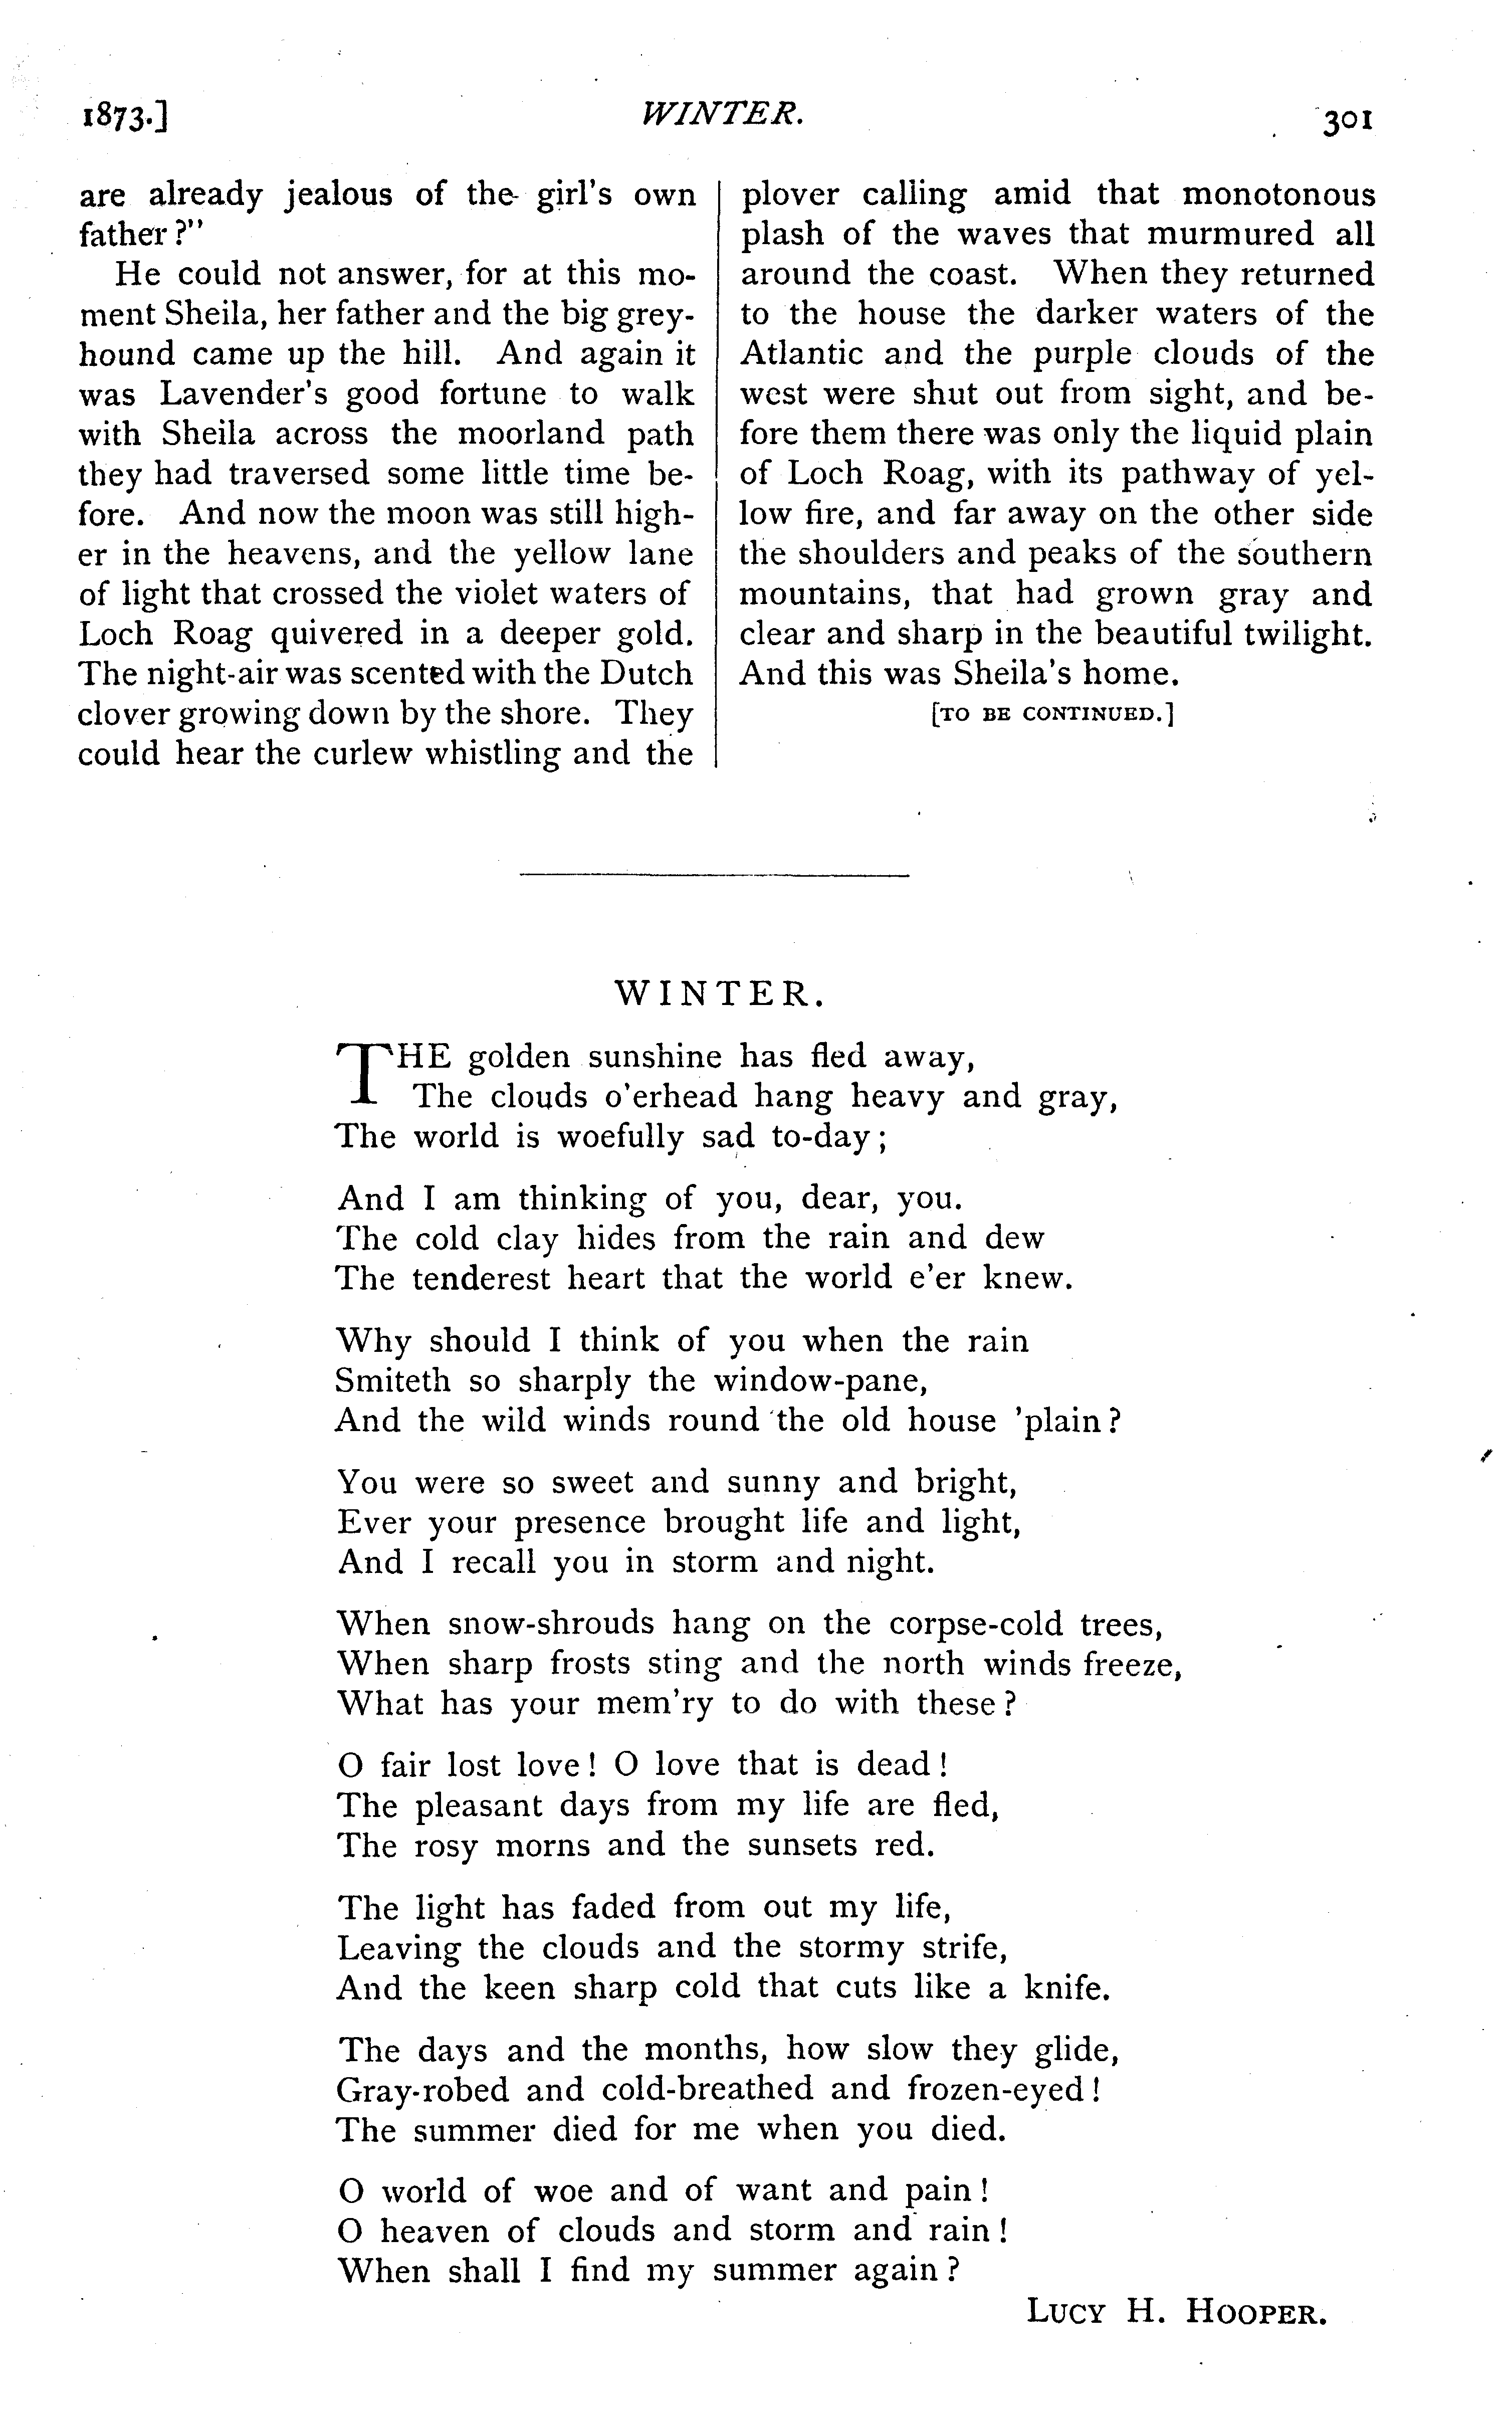 1873.] WINTER. 301
are already jealous of the girl's own
father?"
He could not answer, for at this mo-
ment Sheila, her father and the big grey-
hound came up the hill. And again it
was Lavender's good fortune to walk
with Sheila across the moorland path
they had traversed some little time be-
fore. And now the moon was still high-
er in the heavens, and the yellow lane
of light that crossed the violet waters of
Loch Roag quivered in a deeper gold.
The night-air was scented with the Dutch
clover growing down by the shore. They
could hear the curlew whistling and the
plover calling amid that monotonous
plash of the waves that murmured all
around the coast. When they returned
to the house the darker waters of the
Atlantic and the purple clouds of the
west were shut out from sight, and be-
fore them there was only the liquid plain
of Loch Roag, with its pathway of yel-
low fire, and far away on the other side
the shoulders and peaks of the southern
mountains, that had grown gray and
clear and sharp in the beautiful twilight.
And this was Sheila's home.
[TO BE CONTINUED.]
WINTER.
THE golden sunshine has fled away,
The clouds o'erhead hang heavy and gray,
The world is woefully sad to-day;
And I am thinking of you, dear, you.
The cold clay hides from the rain and dew
The tenderest heart that the world e'er knew.
Why should I think of you when the rain
Smiteth so sharply the window-pane,
And the wild winds round the old house 'plain?
You were so sweet and sunny and bright,
Ever your presence brought life and light,
And I recall you in storm and night.
When snow-shrouds hang on the corpse-cold trees,
When sharp frosts sting and the north winds freeze,
What has your mem'ry to do with these?
O fair lost love! O love that is dead!
The pleasant days from my life are fled,
The rosy morns and the sunsets red.
The light has faded from out my life,
Leaving the clouds and the stormy strife,
And the keen sharp cold that cuts like a knife.
The days and the months, how slow they glide,
Gray-robed and cold-breathed and frozen-eyed!
The summer died for me when you died.
O world of woe and of want and pain!
O heaven of clouds and storm and rain!
When shall I find my summer again?
LUCY H. HOOPER.